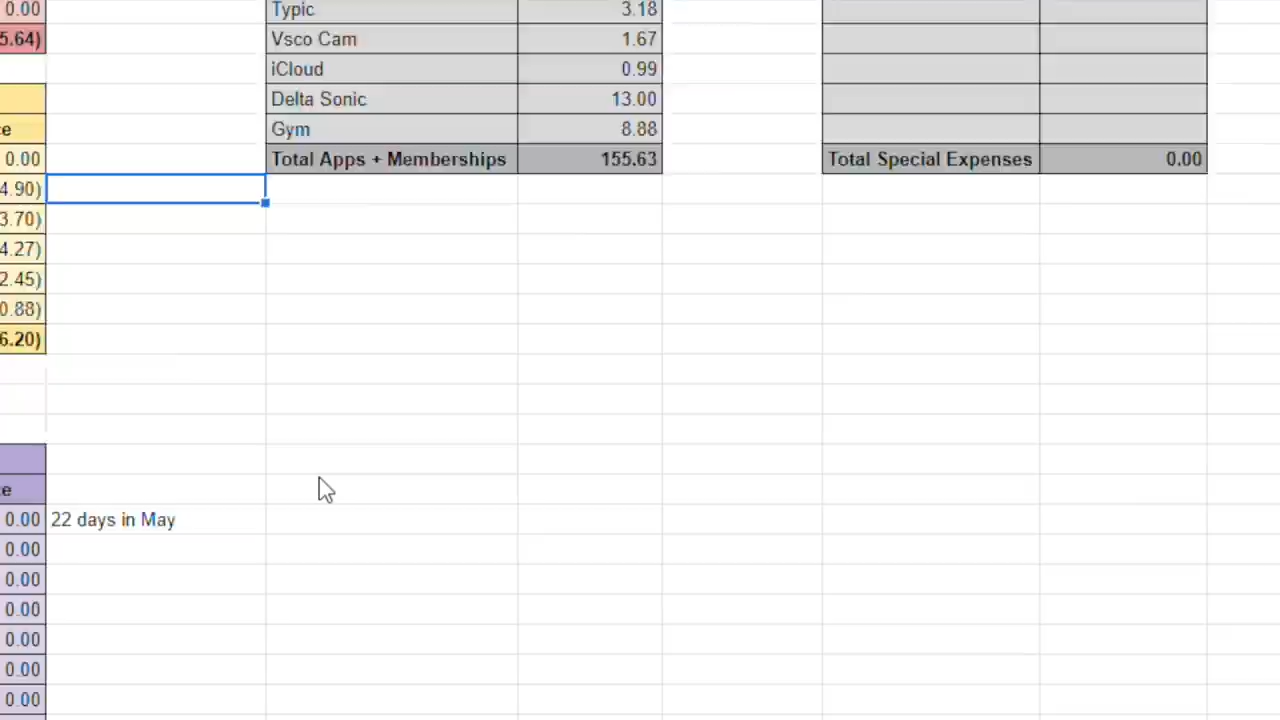 0.00 Typic 3.18
5.64) Vsco Cam 1.67
iCloud 0.99
Delta Sonic 13.00
Gym 8.88
0.00 Total Apps + Memberships 155.63 Total Special Expenses 0.00
4.90)
3.70)
4.27)
2.45)
0.88)
6.20)
0.00 22 days in May
0.00
0.00
0.00
0.00
0.00
0.00